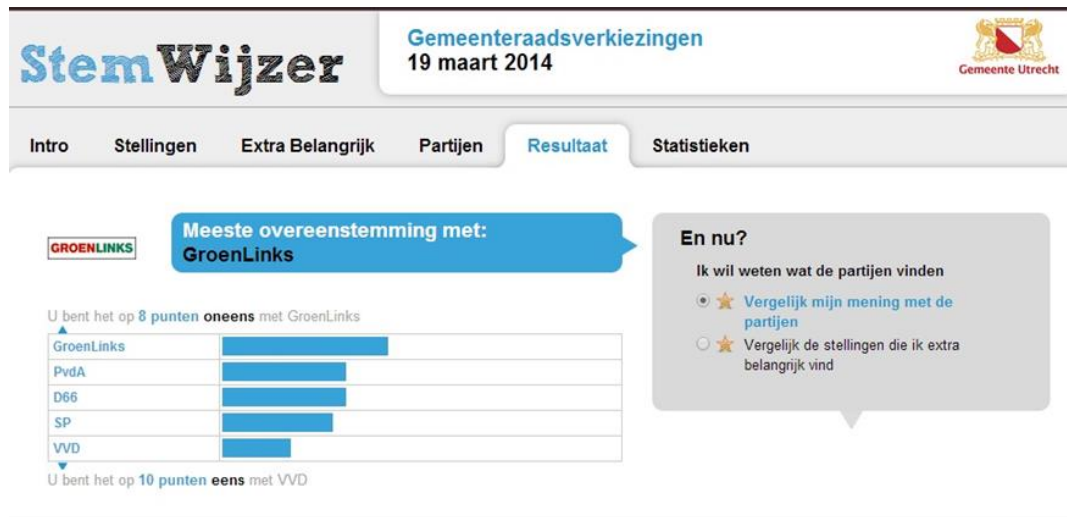 StemWijzer
Gemeenteraadsverkiezingen
19 maart 2014
Gemeente Utrecht
Intro Stellingen Extra Belangrijk Partijen Resultaat Statistieken
GROENLINKS
Meeste overeenstemming met:
GroenLinks
U bent het op 8 punten oneens met GroenLinks
GroenLinks
PvdA
D66
SP
VVD
U bent het op 10 punten eens met VVD
En nu?
Ik wil weten wat de partijen vinden
Vergelijk mijn mening met de
partijen
Vergelijk de stellingen die ik extra
belangrijk vind